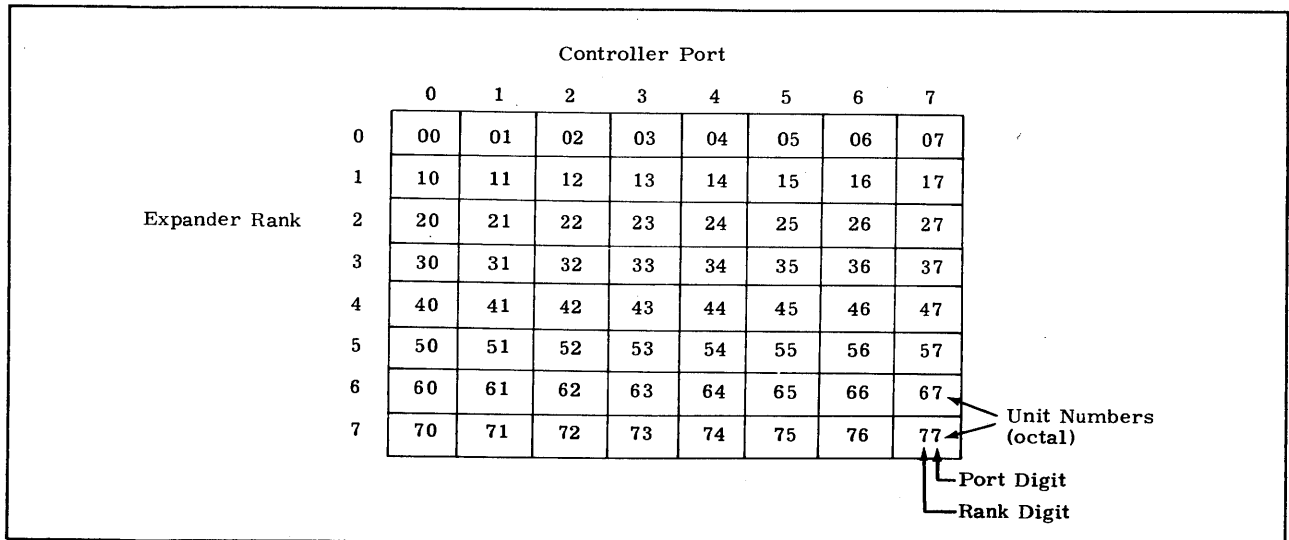 Controller Port
0 1 2 3 4 5 6 7
0 00 01 02 03 04 05 06 07
1 10 11 12 13 14 15 16 17
Expander Rank 2 20 21 22 23 24 25 26 27
3 30 31 32 33 34 35 36 37
4 40 41 42 43 44 45 46 47
5 50 51 52 53 54 55 56 57
6 60 61 62 63 64 65 66 67
Unit Numbers
7 70 71 72 73 74 75 76 77
(octal)
Port Digit
Rank Digit